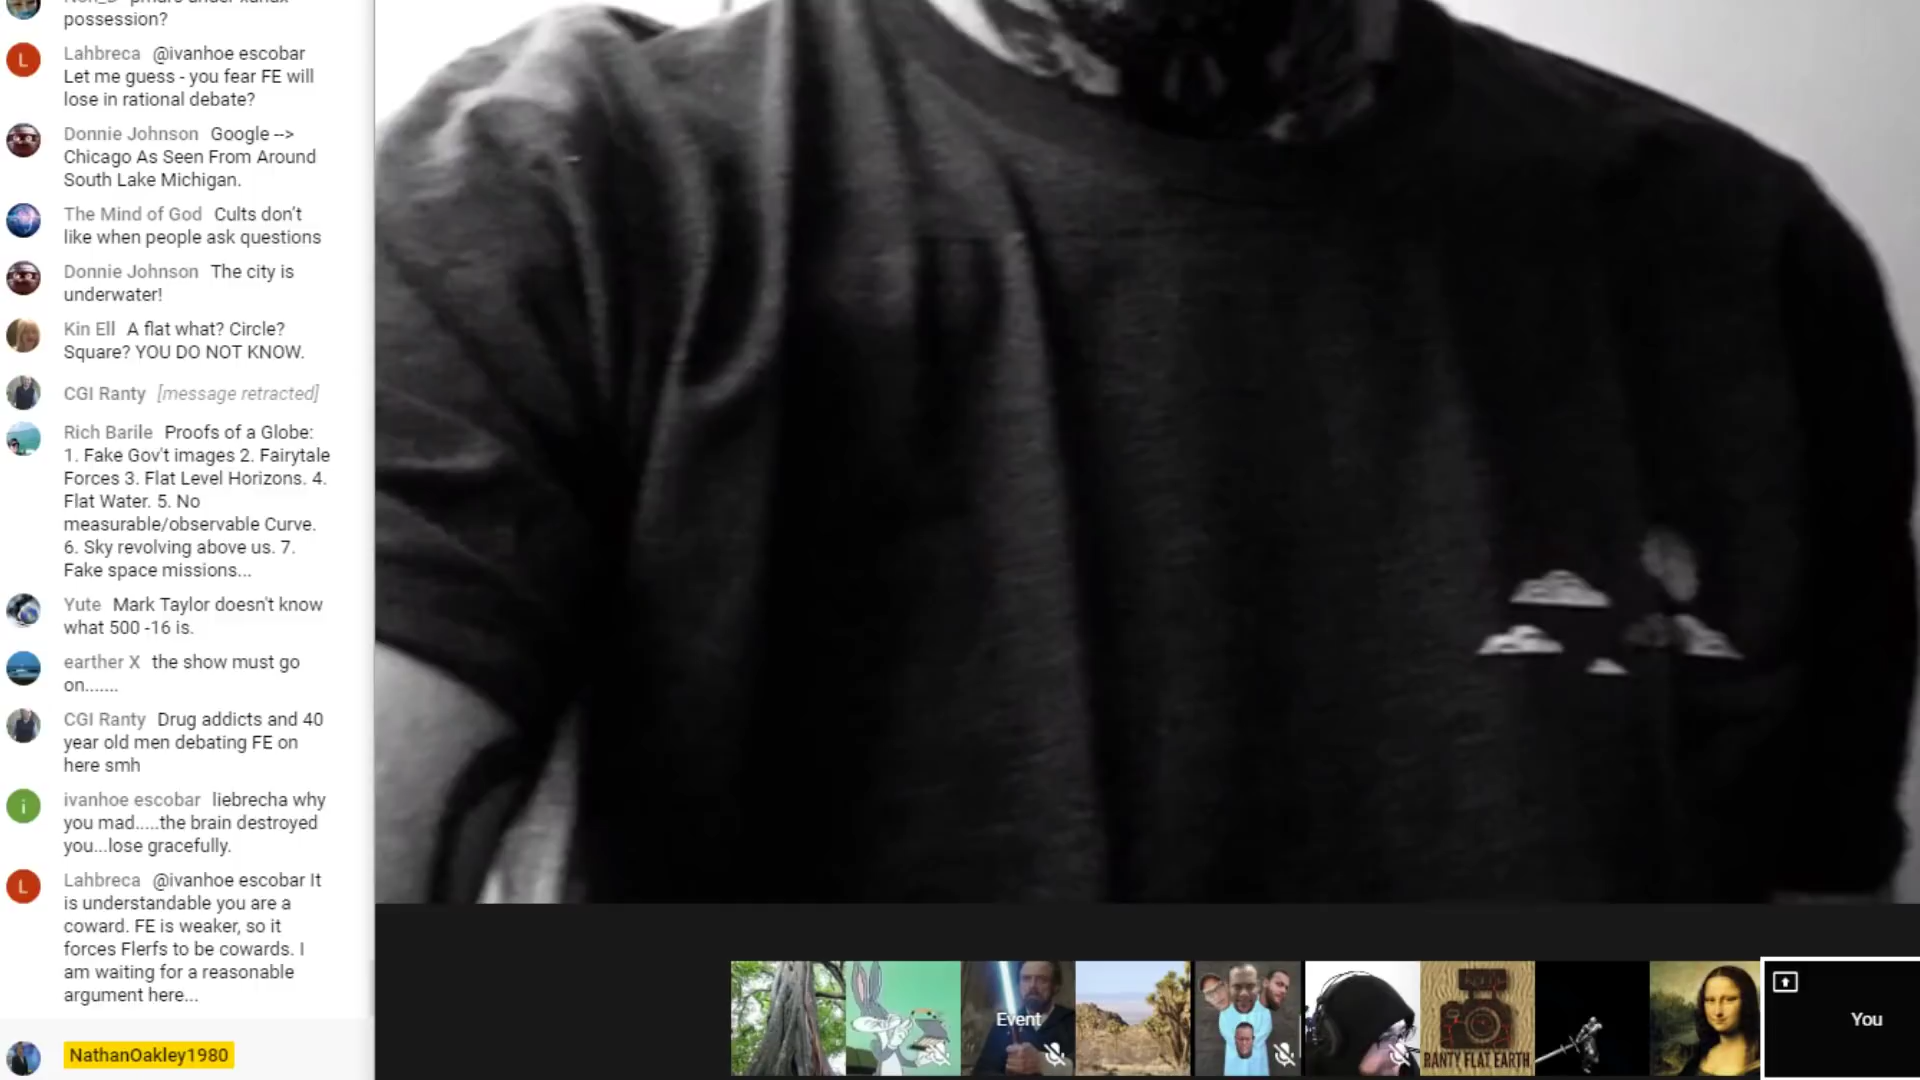 possession?
Lahbreca @ivanhoe escobar
Let me guess - you fear FE will
lose in rational debate?
Donnie Johnson Google -->
Chicago As Seen From Around
South Lake Michigan.
The Mind of God Cults don't
like when people ask questions
Donnie Johnson The city is
underwater!
Kin Ell A flat what? Circle?
Square? YOU DO NOT KNOW.
CGI Ranty [message retracted]
Rich Barile Proofs of a Globe:
1. Fake Gov't images 2. Fairytale
Forces 3. Flat Level Horizons. 4.
Flat Water. 5. No
measurable/observable Curve.
6. Sky revolving above us. 7.
Fake space missions...
Yute Mark Taylor doesn't know
what 500 -16 is.
earther X the show must go
on.......
CGI Ranty Drug addicts and 40
year old men debating FE on
here smh
ivanhoe escobar liebrecha why
you mad.....the brain destroyed
you...lose gracefully.
Lahbreca @ivanhoe escobar It
is understandable you are a
coward. FE is weaker, so it
forces Flerfs to be cowards. I
am waiting for a reasonable
argument here...
NathanOakley1980
L
L
i
Event
RANTY FLAT EARTH
You